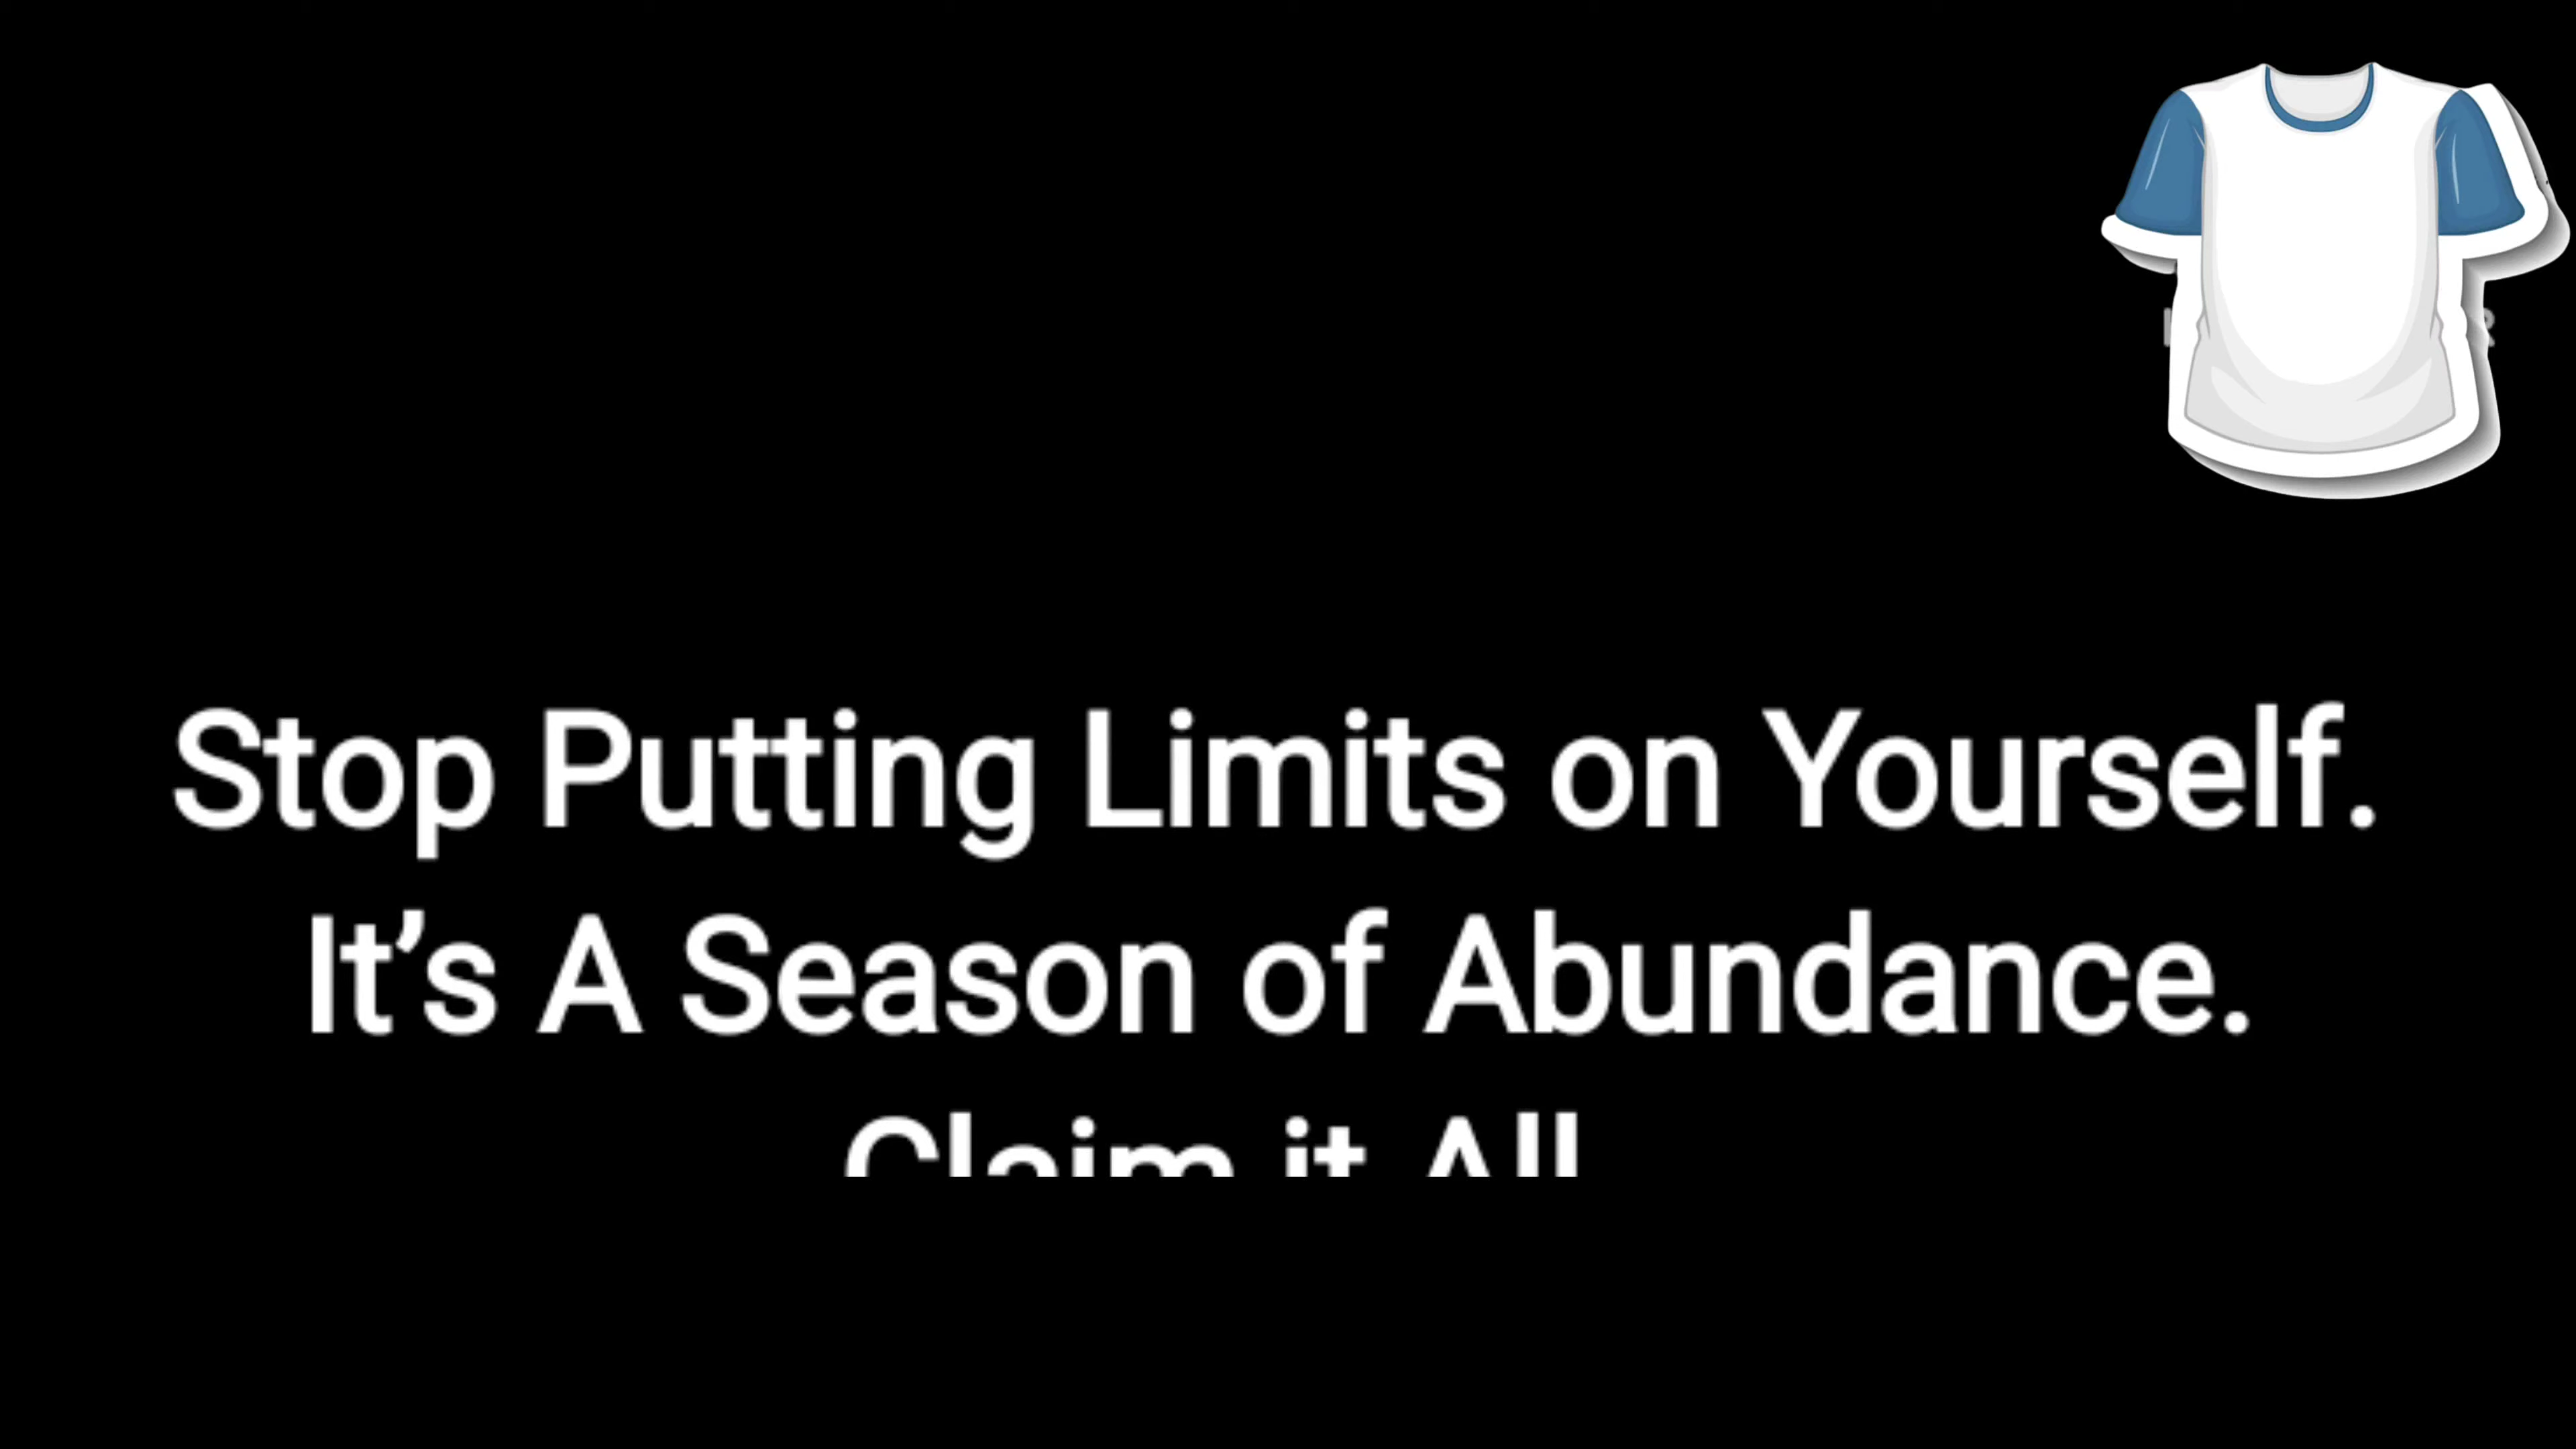 Stop Putting Limits on Yourself.
It’s A Season of Abundance.
Claim it All